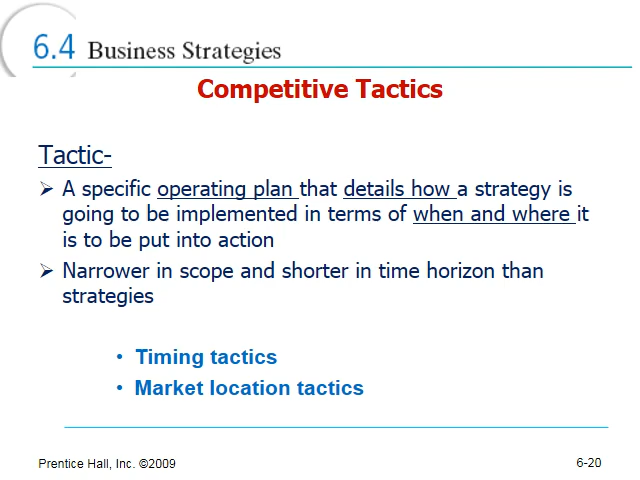 6.4 Business Strategies
Competitive Tactics
Tactic-
➢ A specific operating plan that details how a strategy is
going to be implemented in terms of when and where it
is to be put into action
➢ Narrower in scope and shorter in time horizon than
strategies
• Timing tactics
• Market location tactics
Prentice Hall, Inc. ©2009 6-20